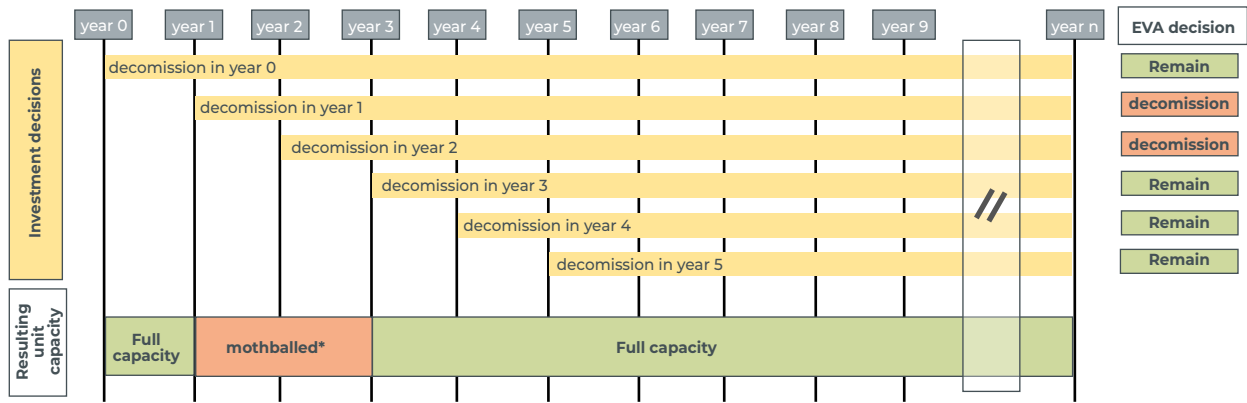 year 0
year 1
year 2
year 3
year 4
year 5
year 6
year 7
year 8
year 9
year n
EVA decision
Investment decisions
decomission in year 0
Remain
decomission in year 1
decomission
decomission in year 2
decomission
decomission in year 3
Remain
decomission in year 4
Remain
decomission in year 5
Remain
//
Resulting
unit
capacity
Full
capacity
mothballed*
Full capacity